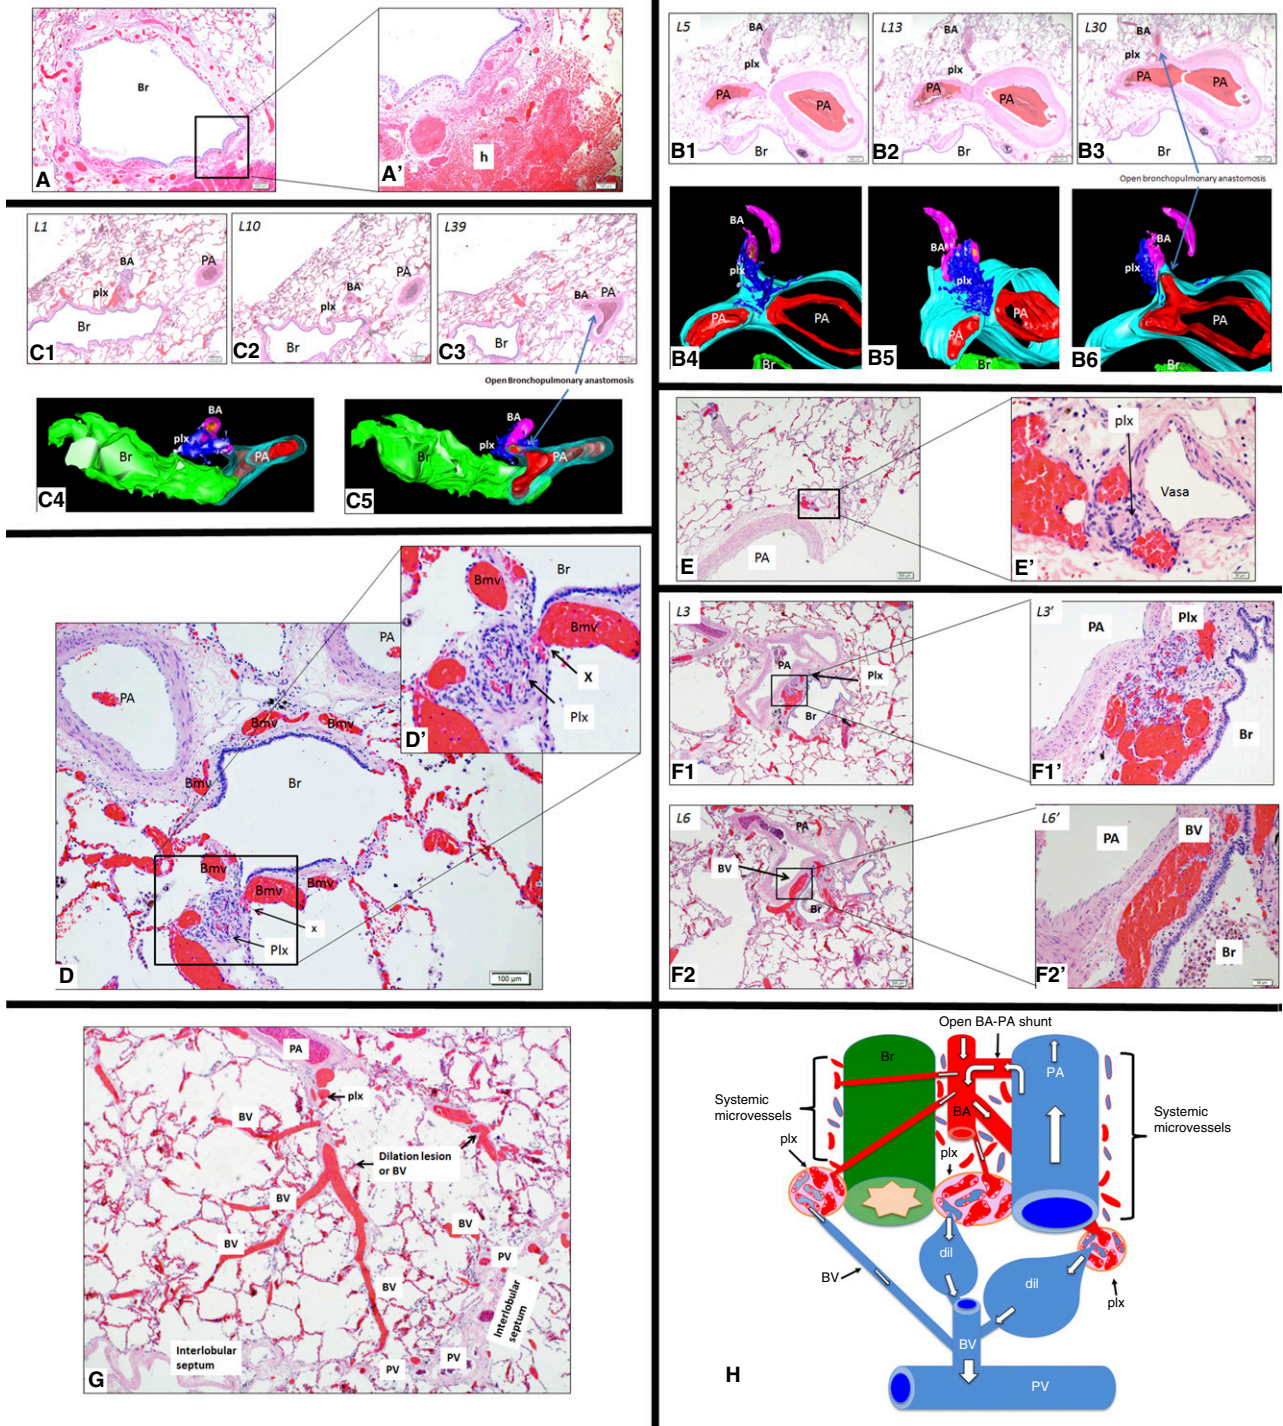 Br
A
h
A'
L5
BA
plx
PA
PA
B1
Br
L13
BA
plx
PA
PA
B2
Br
L30
BA
plx
PA
PA
B3
Br
Open bronchopulmonary anastomosis
BA
plx
PA
PA
B4
Br
BA
plx
PA
PA
B5
Br
BA
plx
PA
B6
Br
L1
BA
PA
plx
Br
C1
L10
PA
BA
plx
Br
C2
L39
BA
PA
Br
C3
Open Bronchopulmonary anastomosis
BA
plx
Br
PA
C4
BA
plx
Br
PA
C5
PA
PA
Bmv
Bmv
Bmv
Br
Bmv
Bmv
Bmv
x
Plx
D
100 µm
Br
Bmv
Bmv
X
Plx
D'
PA
E
plx
Vasa
E'
L3
PA
Plx
Br
F1
L3'
PA
Plx
Br
F1'
L6
PA
BV
Br
F2
L6'
PA
BV
Br
F2'
PA
plx
BV
Dilation lesion
or BV
BV
BV
BV
PV
BV
Interlobular
septum
Interlobular
septum
PV
PV
G
Open BA-PA shunt
Br
PA
Systemic
microvessels
BA
Systemic
microvessels
plx
plx
dil
dil
BV
plx
BV
H
PV